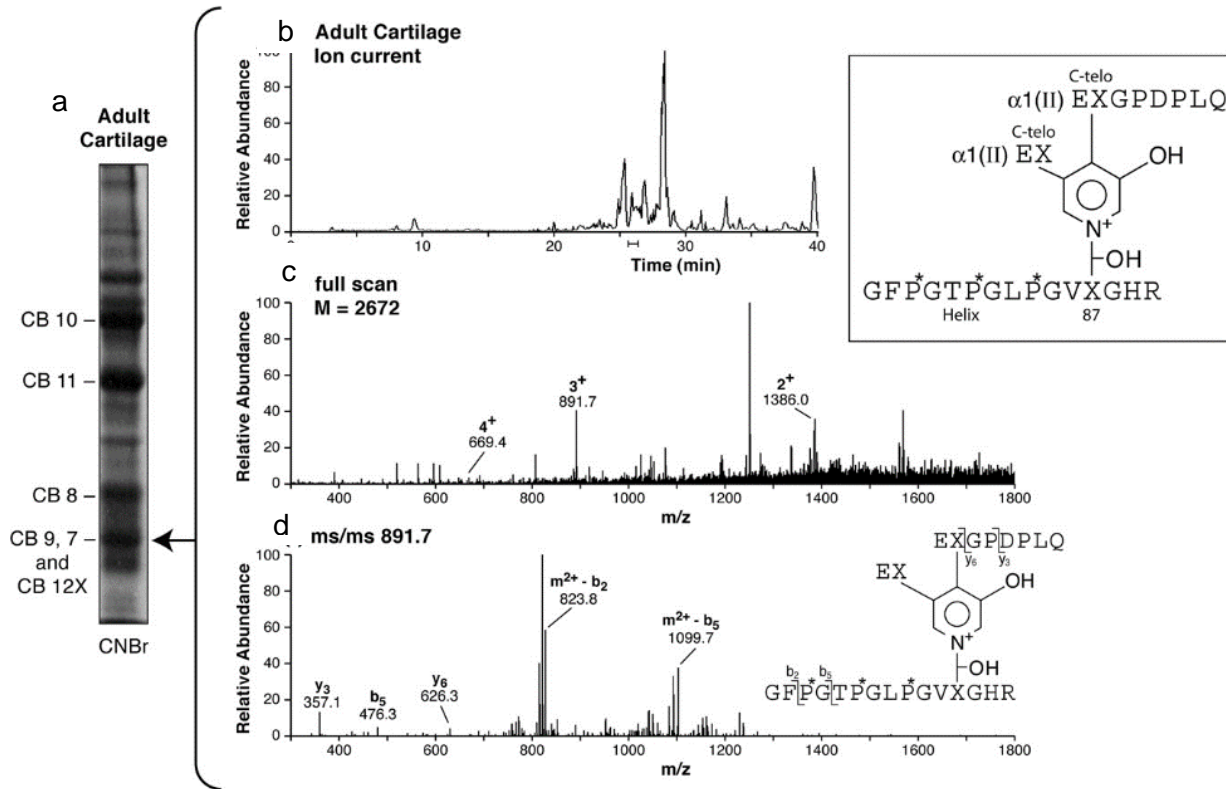 a
Adult
Cartilage
CB 10
CB 11
CB 8
CB 9, 7
and
CB 12X
CNBr
b
Adult Cartilage
Ion current
Relative Abundance
80
60
40
20
0
10
20
30
40
Time (min)
c
full scan
M = 2672
Relative Abundance
100
80
60
40
20
0
4+
669.4
3+
891.7
2+
1386.0
400
600
800
1000
1200
1400
1600
1800
m/z
d
ms/ms 891.7
Relative Abundance
100
80
60
40
20
0
y3
357.1
b5
476.3
y6
626.3
m2+ - b2
823.8
m2+ - b5
1099.7
400
600
800
1000
1200
1400
1600
1800
m/z
C-telo
α1(II) EXGPDPLQ
C-telo
α1(II) EX
OH
N+
OH
GFP*GTP*GLP*GVXGHR
Helix
87
EXGPDPLQ
y6
y3
EX
OH
N+
OH
b2
b5
GFP*GTP*GLP*GVXGHR